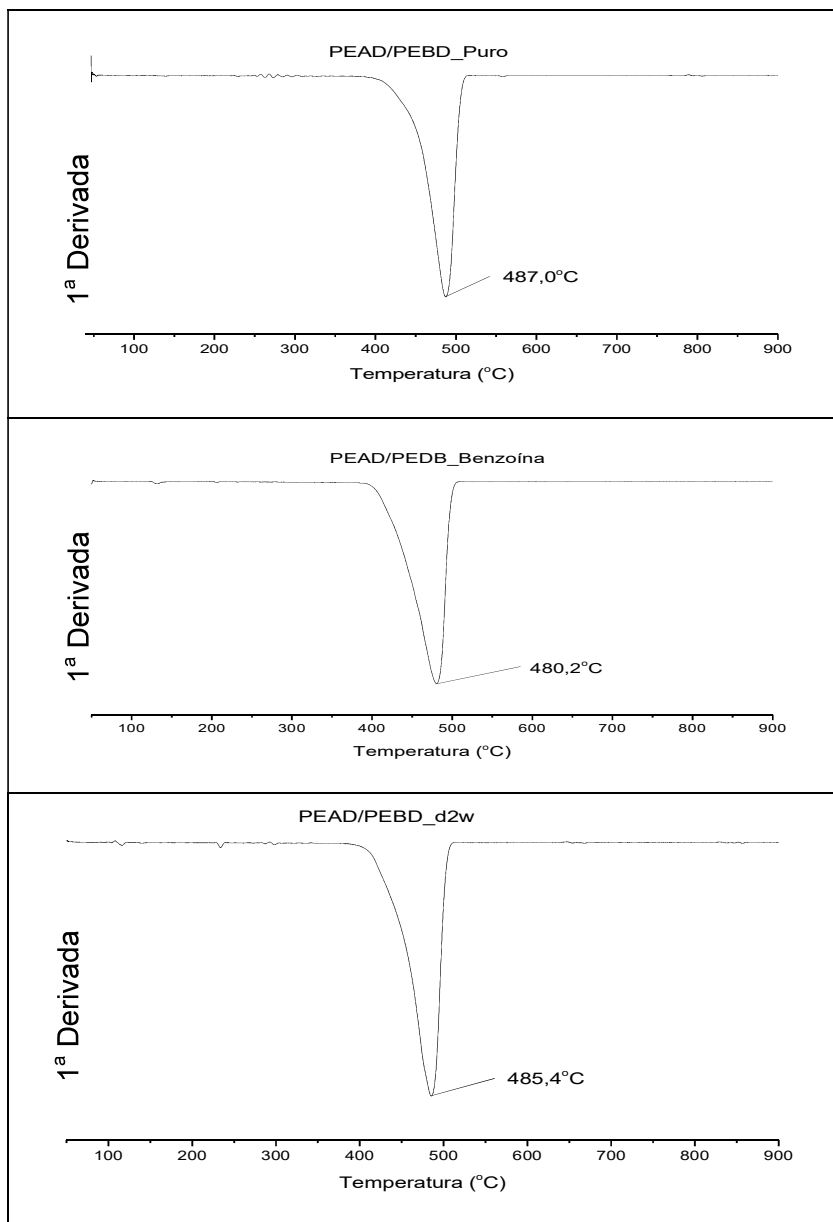 PEAD/PEBD_Puro
1ª Derivada
487,0°C
100 200 300 400 500 600 700 800 900
Temperatura (°C)
PEAD/PEDB_Benzoína
1ª Derivada
480,2°C
100 200 300 400 500 600 700 800 900
Temperatura (°C)
PEAD/PEBD_d2w
1ª Derivada
485,4°C
100 200 300 400 500 600 700 800 900
Temperatura (°C)